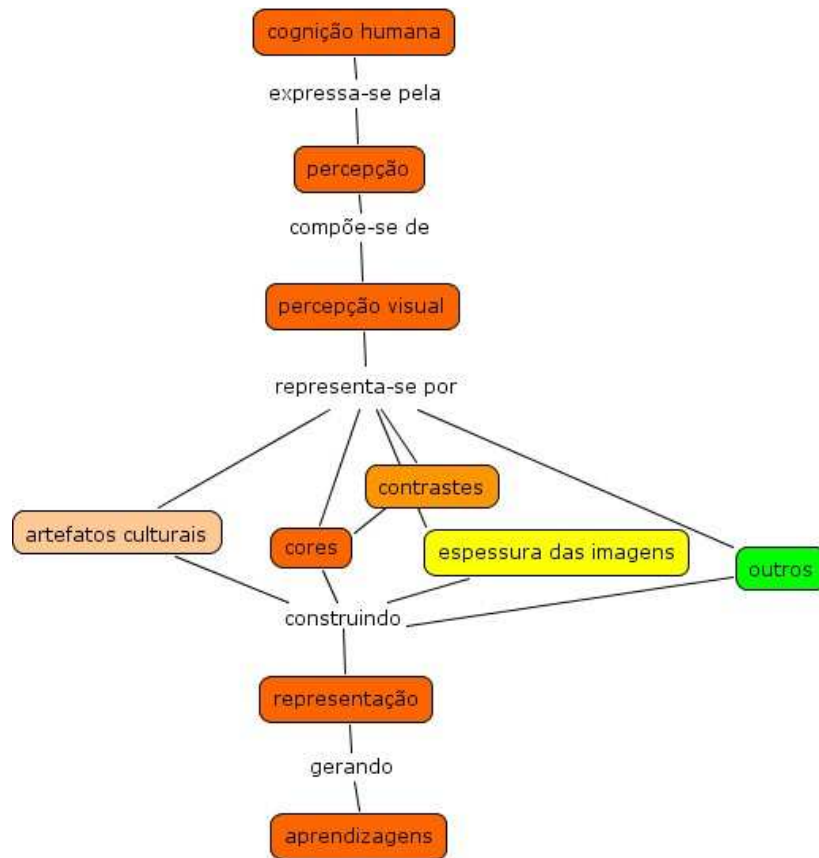 cognição humana
expressa-se pela
percepção
compõe-se de
percepção visual
representa-se por
contrastes
artefatos culturais
cores
espessura das imagens
outros
construindo
representação
gerando
aprendizagens